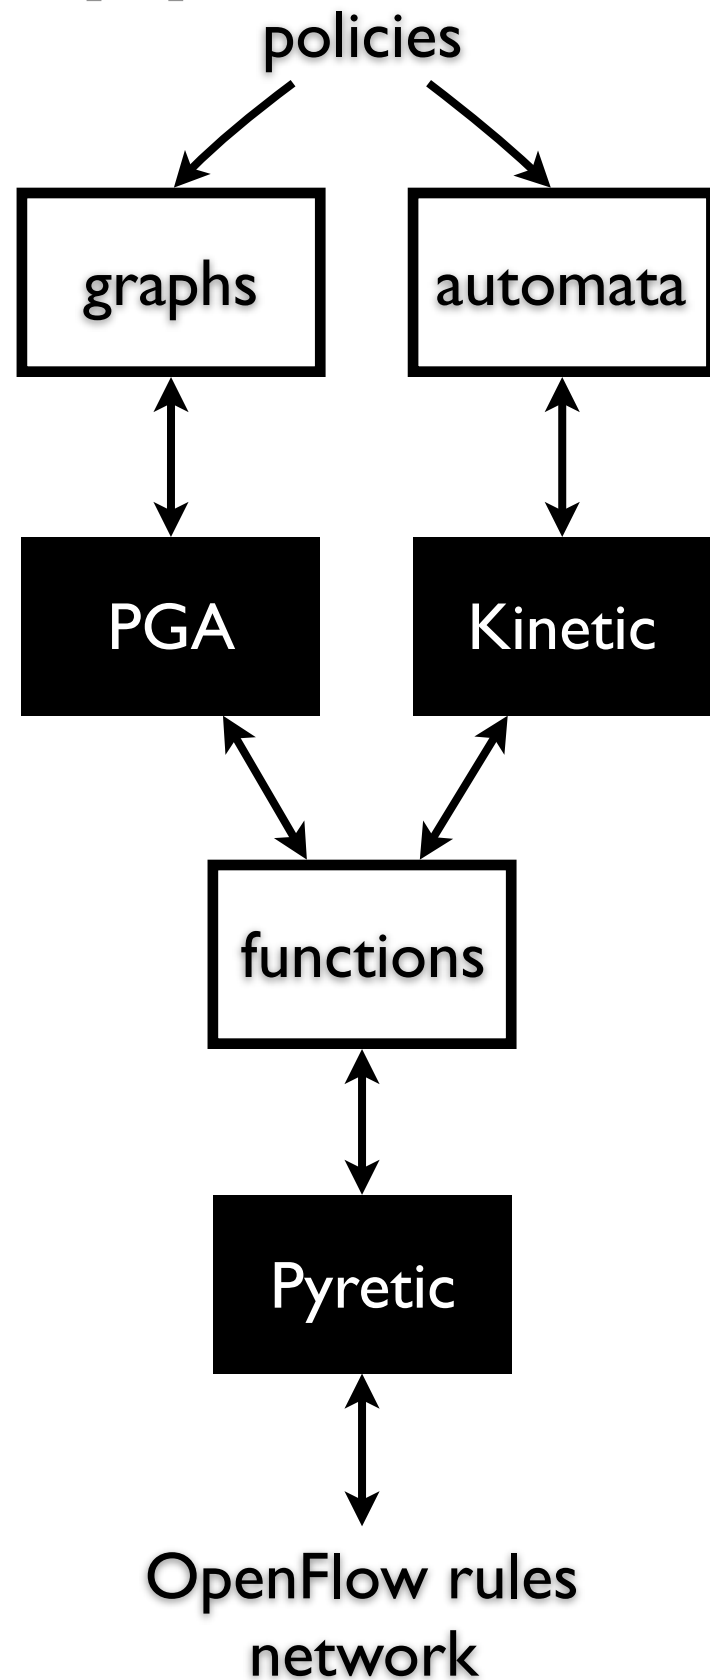 policies
graphs
automata
PGA
Kinetic
functions
Pyretic
OpenFlow rules
network